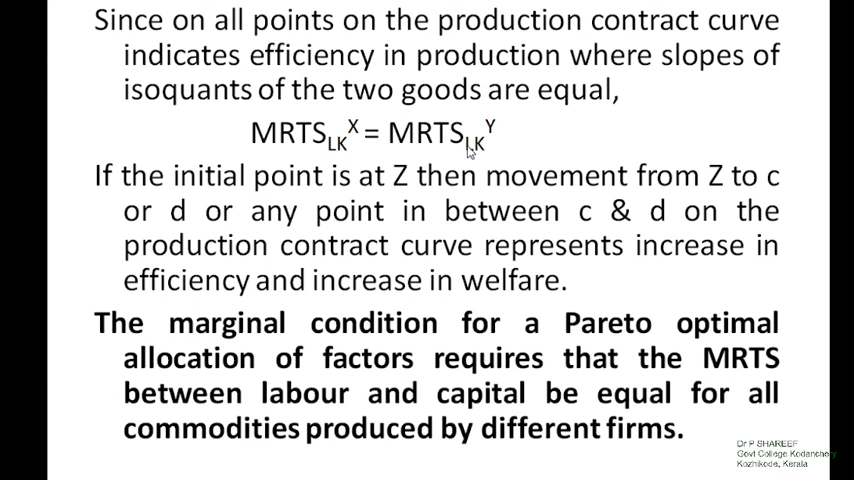 Since on all points on the production contract curve
indicates efficiency in production where slopes of
isoquants of the two goods are equal,
MRTS_LK^X = MRTS_LK^Y
If the initial point is at Z then movement from Z to c
or d or any point in between c & d on the
production contract curve represents increase in
efficiency and increase in welfare.
The marginal condition for a Pareto optimal
allocation of factors requires that the MRTS
between labour and capital be equal for all
commodities produced by different firms.
Dr P SHAREEF
Govt College Kodanchery
Kozhikode, Kerala